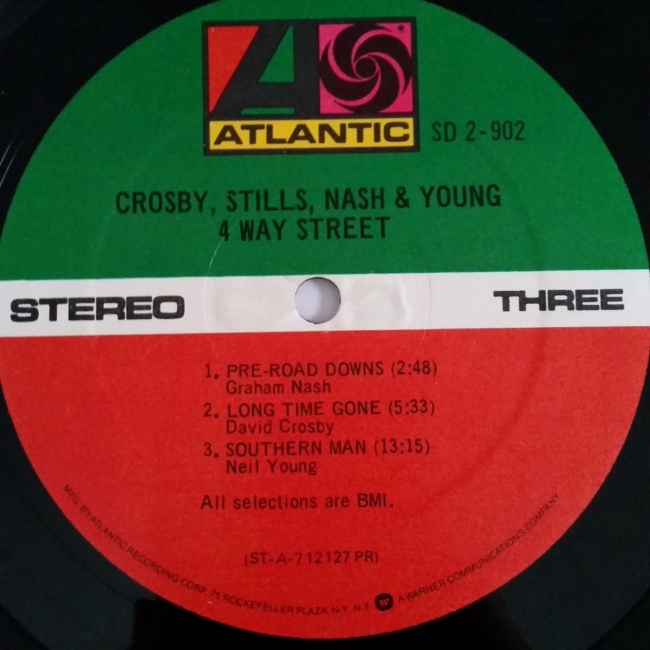 ATLANTIC
SD 2-902
CROSBY, STILLS, NASH & YOUNG
4 WAY STREET
STEREO
THREE
1. PRE-ROAD DOWNS (2:48)
Graham Nash
2. LONG TIME GONE (5:33)
David Crosby
3. SOUTHERN MAN (13:15)
Neil Young
All selections are BMI.
(ST-A-712127 PR)
MFG. BY ATLANTIC RECORDING CORP. 75 ROCKEFELLER PLAZA, N.Y. N.Y. A WARNER COMMUNICATIONS COMPANY